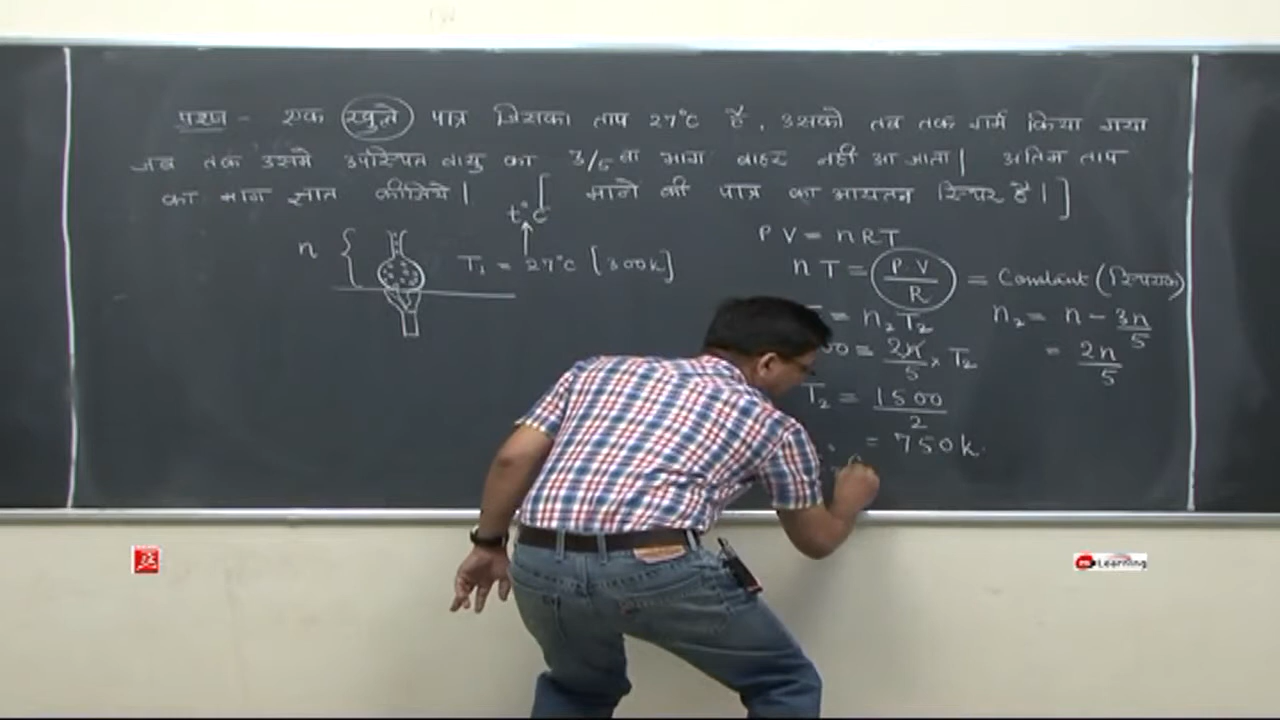 प्रश्न - एक खुले पात्र जिसका ताप 27°C है, उसको तब तक गर्म किया गया
जब तक उसमे उपस्थित वायु का 3/5 वा भाग बाहर नहीं आ जाता| अंतिम ताप
का मान ज्ञात कीजिये| [ माने की पात्र का आयतन स्थिर है।]
t°C
n { T₁ = 27°C [300K]
PV = nRT
nT = PV/R = Constant (स्थिरांक)
= n₂T₂
n₂ = n - 3n/5
00 = 2n/5 × T₂
= 2n/5
T₂ = 1500/2
= 750k.
Learning